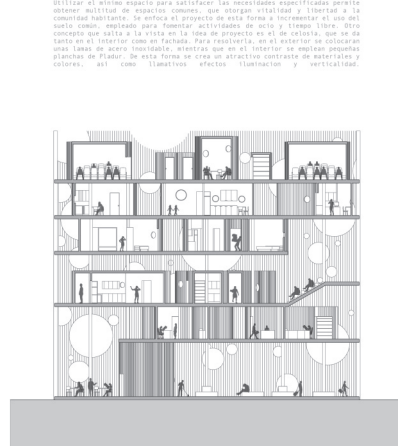 Utilizar el mínimo espacio para satisfacer las necesidades especificadas permite
obtener multitud de espacios comunes, que otorgan vitalidad y libertad a la
comunidad habitante. Se enfoca el proyecto de esta forma a incrementar el uso del
suelo común, empleado para fomentar actividades de ocio y tiempo libre. Otro
concepto que salta a la vista en la idea de proyecto es el de celosía, que se da
tanto en el interior como en fachada. Para resolverla, en el exterior se colocaran
unas lamas de acero inoxidable, mientras que en el interior se emplean pequeñas
planchas de Pladur. De esta forma se crean un atractivo contraste de materiales y
colores, asi como llamativos efectos iluminacion y verticalidad.